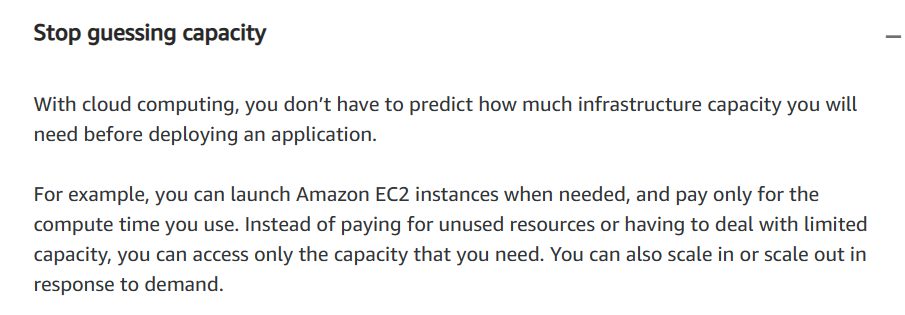 Stop guessing capacity
With cloud computing, you don’t have to predict how much infrastructure capacity you will
need before deploying an application.
For example, you can launch Amazon EC2 instances when needed, and pay only for the
compute time you use. Instead of paying for unused resources or having to deal with limited
capacity, you can access only the capacity that you need. You can also scale in or scale out in
response to demand.